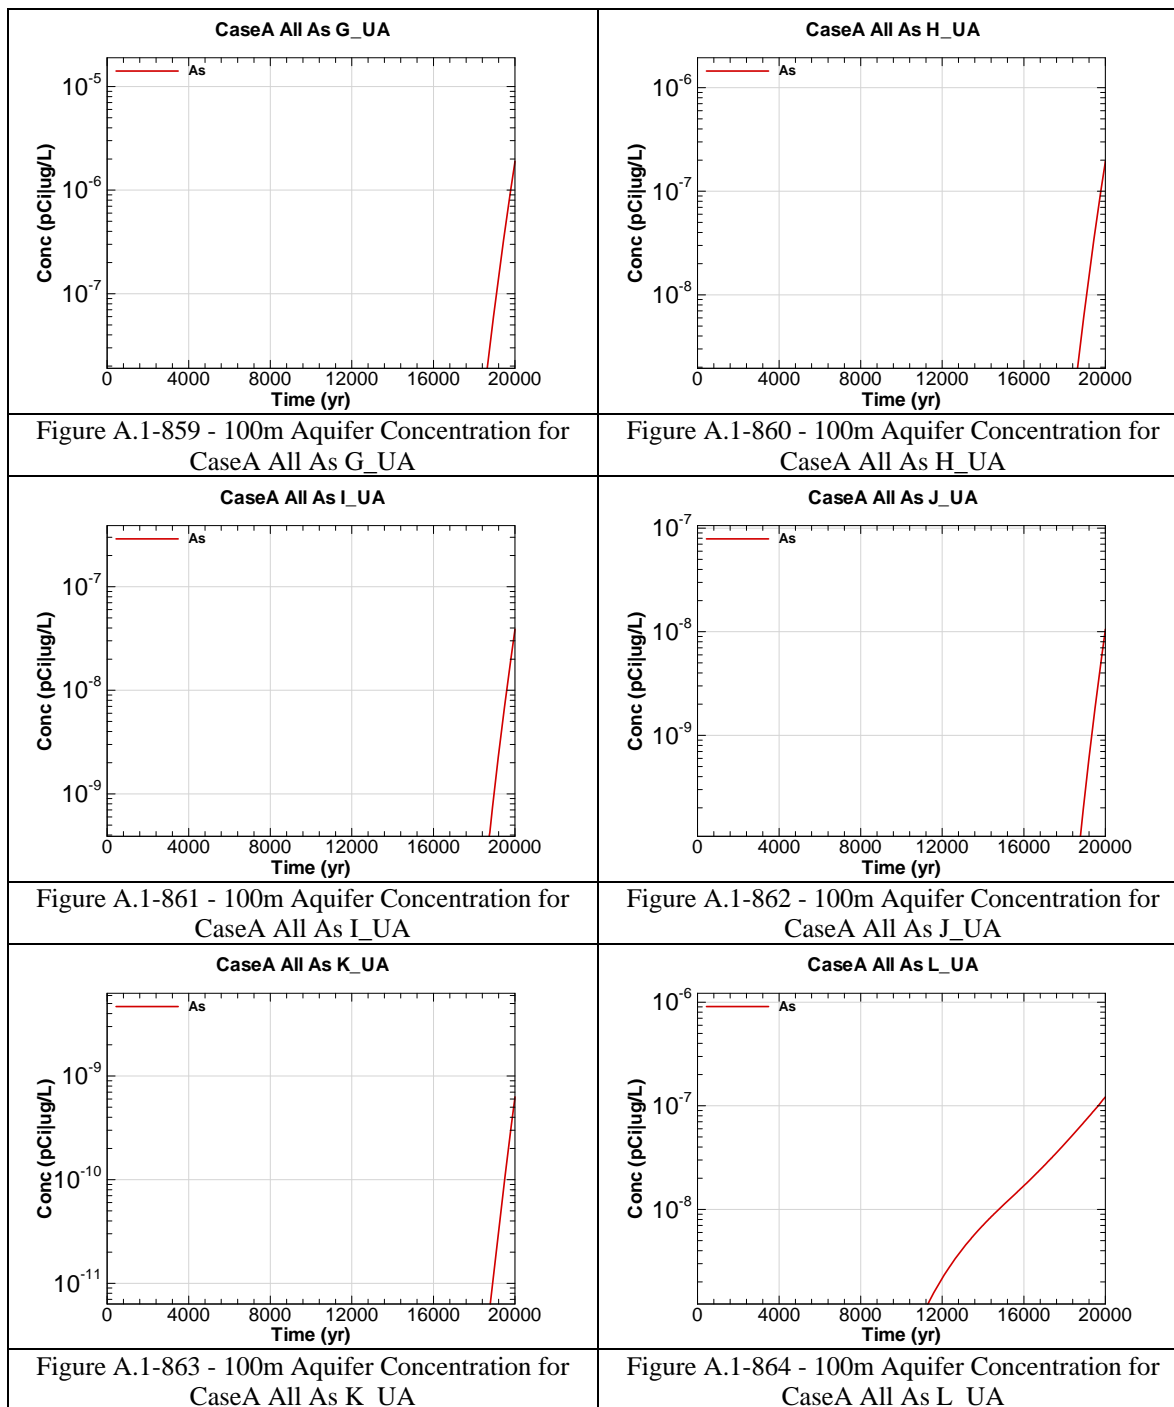 CaseA All As G_UA
As
10-5
10-6
10-7
Conc (pCi|ug/L)
0 4000 8000 12000 16000 20000
Time (yr)
Figure A.1-859 - 100m Aquifer Concentration for
CaseA All As G_UA
CaseA All As H_UA
As
10-6
10-7
10-8
Conc (pCi|ug/L)
0 4000 8000 12000 16000 20000
Time (yr)
Figure A.1-860 - 100m Aquifer Concentration for
CaseA All As H_UA
CaseA All As I_UA
As
10-7
10-8
10-9
Conc (pCi|ug/L)
0 4000 8000 12000 16000 20000
Time (yr)
Figure A.1-861 - 100m Aquifer Concentration for
CaseA All As I_UA
CaseA All As J_UA
As
10-7
10-8
10-9
Conc (pCi|ug/L)
0 4000 8000 12000 16000 20000
Time (yr)
Figure A.1-862 - 100m Aquifer Concentration for
CaseA All As J_UA
CaseA All As K_UA
As
10-9
10-10
10-11
Conc (pCi|ug/L)
0 4000 8000 12000 16000 20000
Time (yr)
Figure A.1-863 - 100m Aquifer Concentration for
CaseA All As K_UA
CaseA All As L_UA
As
10-6
10-7
10-8
Conc (pCi|ug/L)
0 4000 8000 12000 16000 20000
Time (yr)
Figure A.1-864 - 100m Aquifer Concentration for
CaseA All As L_UA